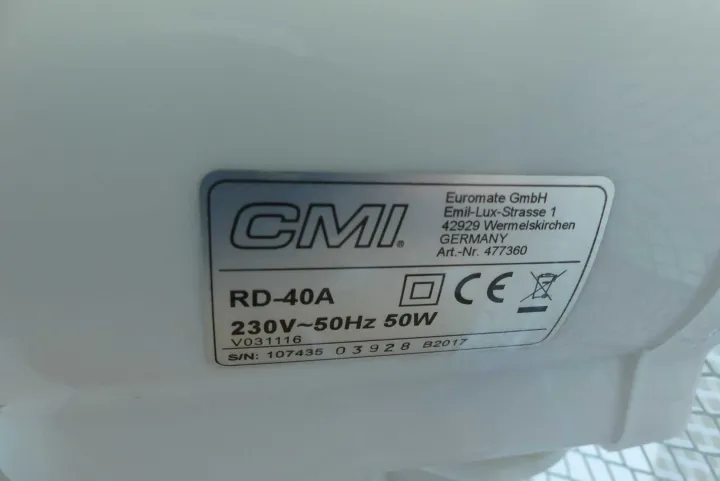 CMI®
Euromate GmbH
Emil-Lux-Strasse 1
42929 Wermelskirchen
GERMANY
Art.-Nr. 477360
RD-40A
CE
230V~50Hz 50W
V031116
S/N: 107435 03928 B2017